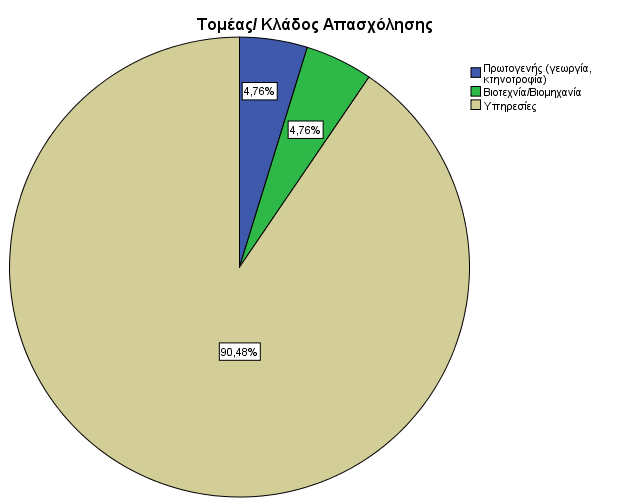 Τομέας/ Κλάδος Απασχόλησης
Πρωτογενής (γεωργία,
κτηνοτροφία)
Βιοτεχνία/Βιομηχανία
Υπηρεσίες
4,76%
4,76%
90,48%